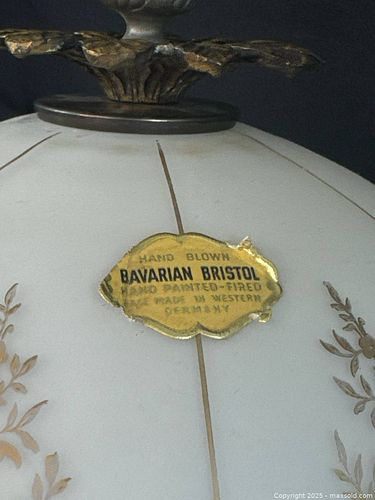 HAND BLOWN
BAVARIAN BRISTOL
HAND PAINTED-FIRED
MADE IN WESTERN
GERMANY
Copyright 2025 - maxsold.com